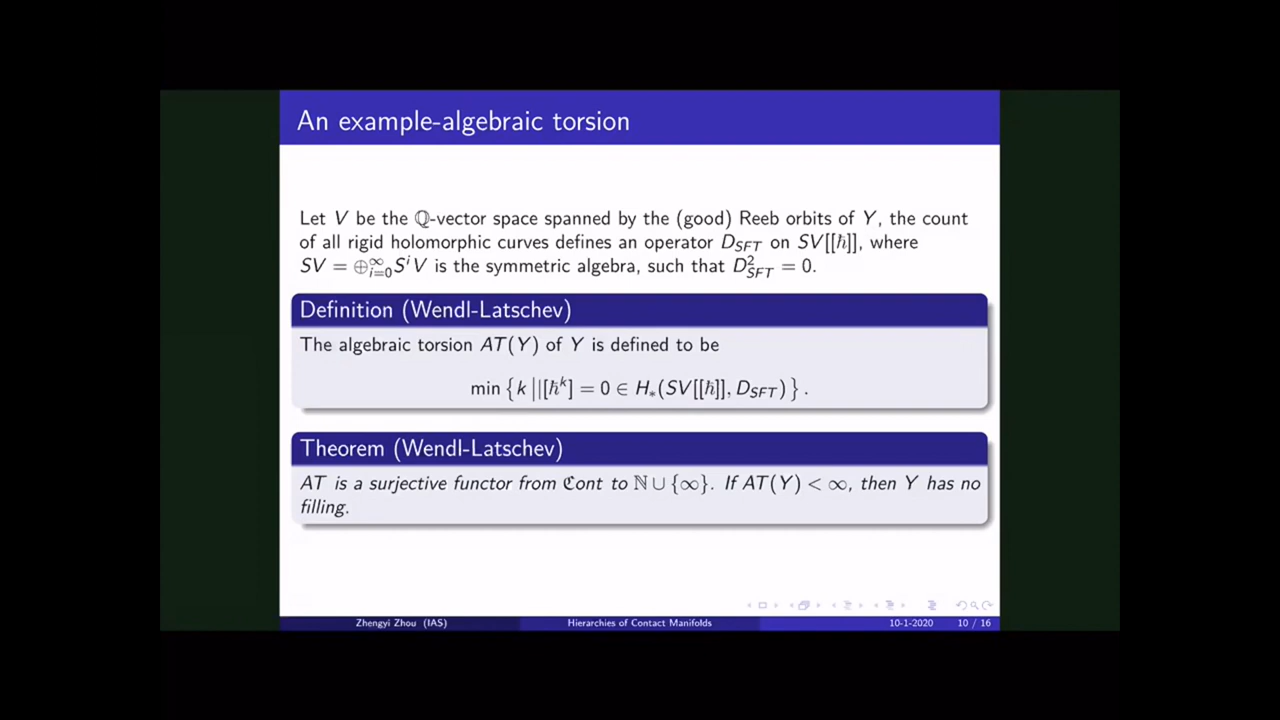 An example-algebraic torsion
Let V be the ℚ-vector space spanned by the (good) Reeb orbits of Y, the count
of all rigid holomorphic curves defines an operator D_{SFT} on SV[[ℏ]], where
SV = ⊕_{i=0}^{∞} S^i V is the symmetric algebra, such that D_{SFT}^2 = 0.
Definition (Wendl-Latschev)
The algebraic torsion AT(Y) of Y is defined to be
min { k ||[ℏ^k] = 0 ∈ H_*(SV[[ℏ]], D_{SFT}) } .
Theorem (Wendl-Latschev)
AT is a surjective functor from ℭont to ℕ ∪ {∞}. If AT(Y) < ∞, then Y has no
filling.
Zhengyi Zhou (IAS) Hierarchies of Contact Manifolds 10-1-2020 10 / 16